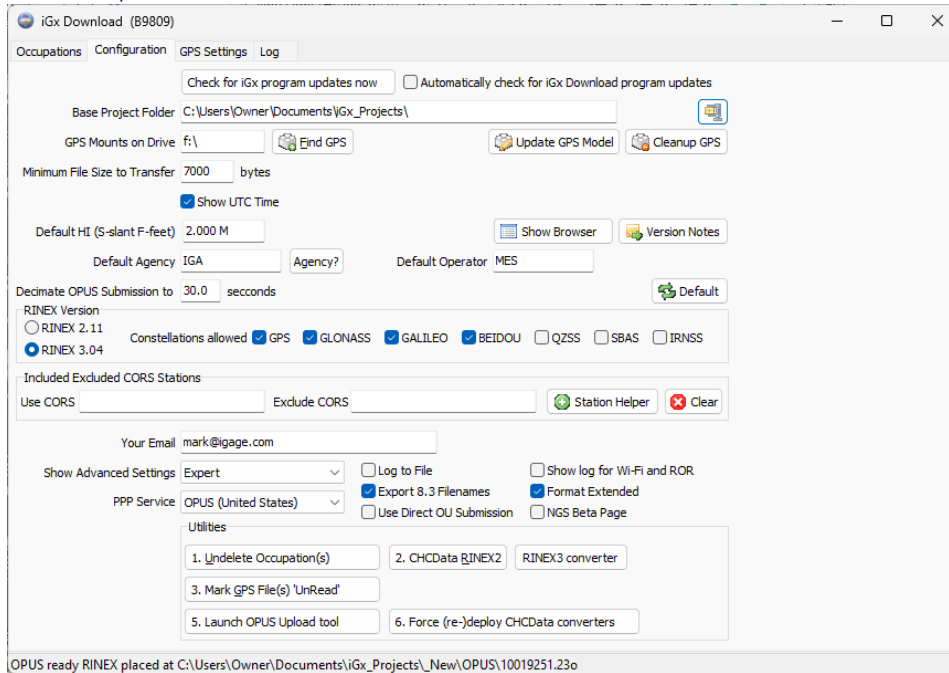 iGx Download (B9809)
Occupations Configuration GPS Settings Log
Check for iGx program updates now Automatically check for iGx Download program updates
Base Project Folder C:\Users\Owner\Documents\iGx_Projects\
GPS Mounts on Drive f:\ Find GPS Update GPS Model Cleanup GPS
Minimum File Size to Transfer 7000 bytes
Show UTC Time
Default HI (S-slant F-feet) 2.000 M Show Browser Version Notes
Default Agency IGA Agency? Default Operator MES
Decimate OPUS Submission to 30.0 secconds Default
RINEX Version
RINEX 2.11
Constellations allowed GPS GLONASS GALILEO BEIDOU QZSS SBAS IRNSS
RINEX 3.04
Included Excluded CORS Stations
Use CORS Exclude CORS Station Helper Clear
Your Email mark@igage.com
Show Advanced Settings Expert Log to File Show log for Wi-Fi and ROR
Export 8.3 Filenames Format Extended
PPP Service OPUS (United States) Use Direct OU Submission NGS Beta Page
Utilities
1. Undelete Occupation(s) 2. CHCData RINEX2 RINEX3 converter
3. Mark GPS File(s) 'UnRead'
5. Launch OPUS Upload tool 6. Force (re-)deploy CHCData converters
OPUS ready RINEX placed at C:\Users\Owner\Documents\iGx_Projects\_New\OPUS\10019251.23o